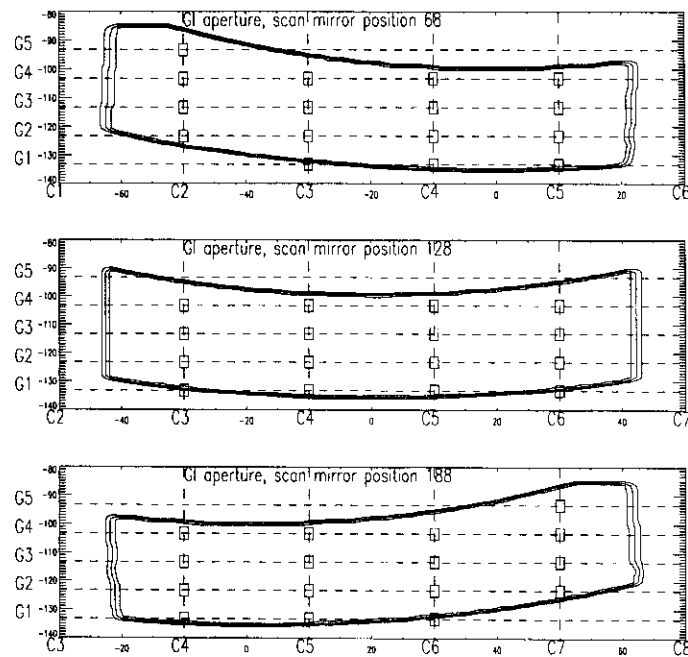 GI aperture, scan mirror position 68
-80
G5
-90
-100
G4
-110
G3
-120
G2
-130
G1
-140
C1 -60 C2 C3 -20 C4 0 C5 20 C6
GI aperture, scan mirror position 128
-80
G5
-90
-100
G4
-110
G3
-120
G2
-130
G1
-140
C2 -40 C3 -20 C4 0 C5 20 C6 40 C7
GI aperture, scan mirror position 188
-80
G5
-90
-100
G4
-110
G3
-120
G2
-130
G1
-140
C3 -20 C4 0 C5 20 C6 40 C7 60 C8